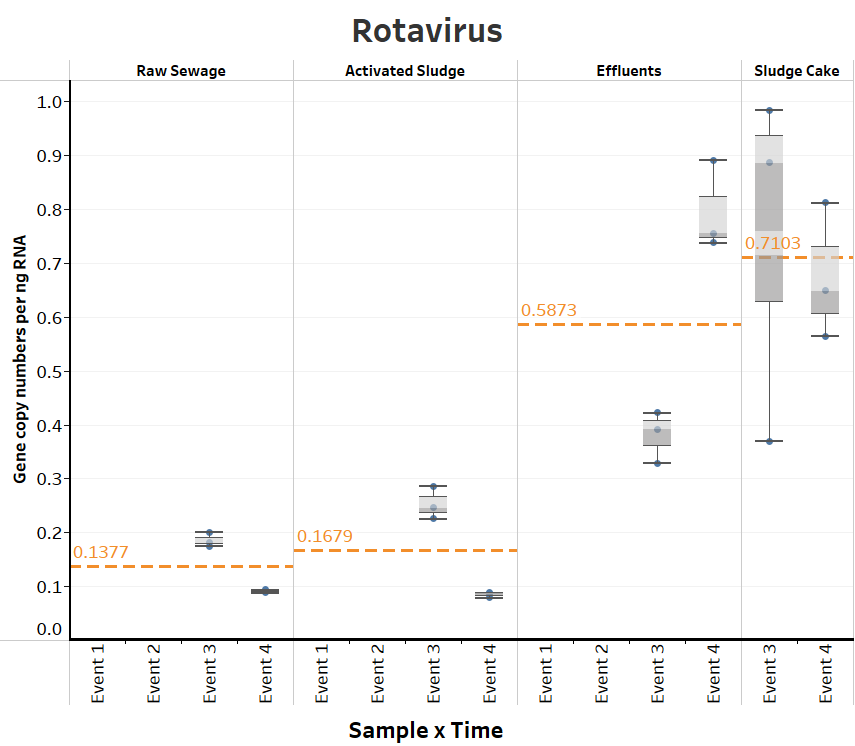 Rotavirus
Raw Sewage
Activated Sludge
Effluents
Sludge Cake
Gene copy numbers per ng RNA
1.0
0.9
0.8
0.7
0.6
0.5
0.4
0.3
0.2
0.1
0.0
0.1377
0.1679
0.5873
0.7103
Event 1
Event 2
Event 3
Event 4
Event 1
Event 2
Event 3
Event 4
Event 1
Event 2
Event 3
Event 4
Event 3
Event 4
Sample x Time